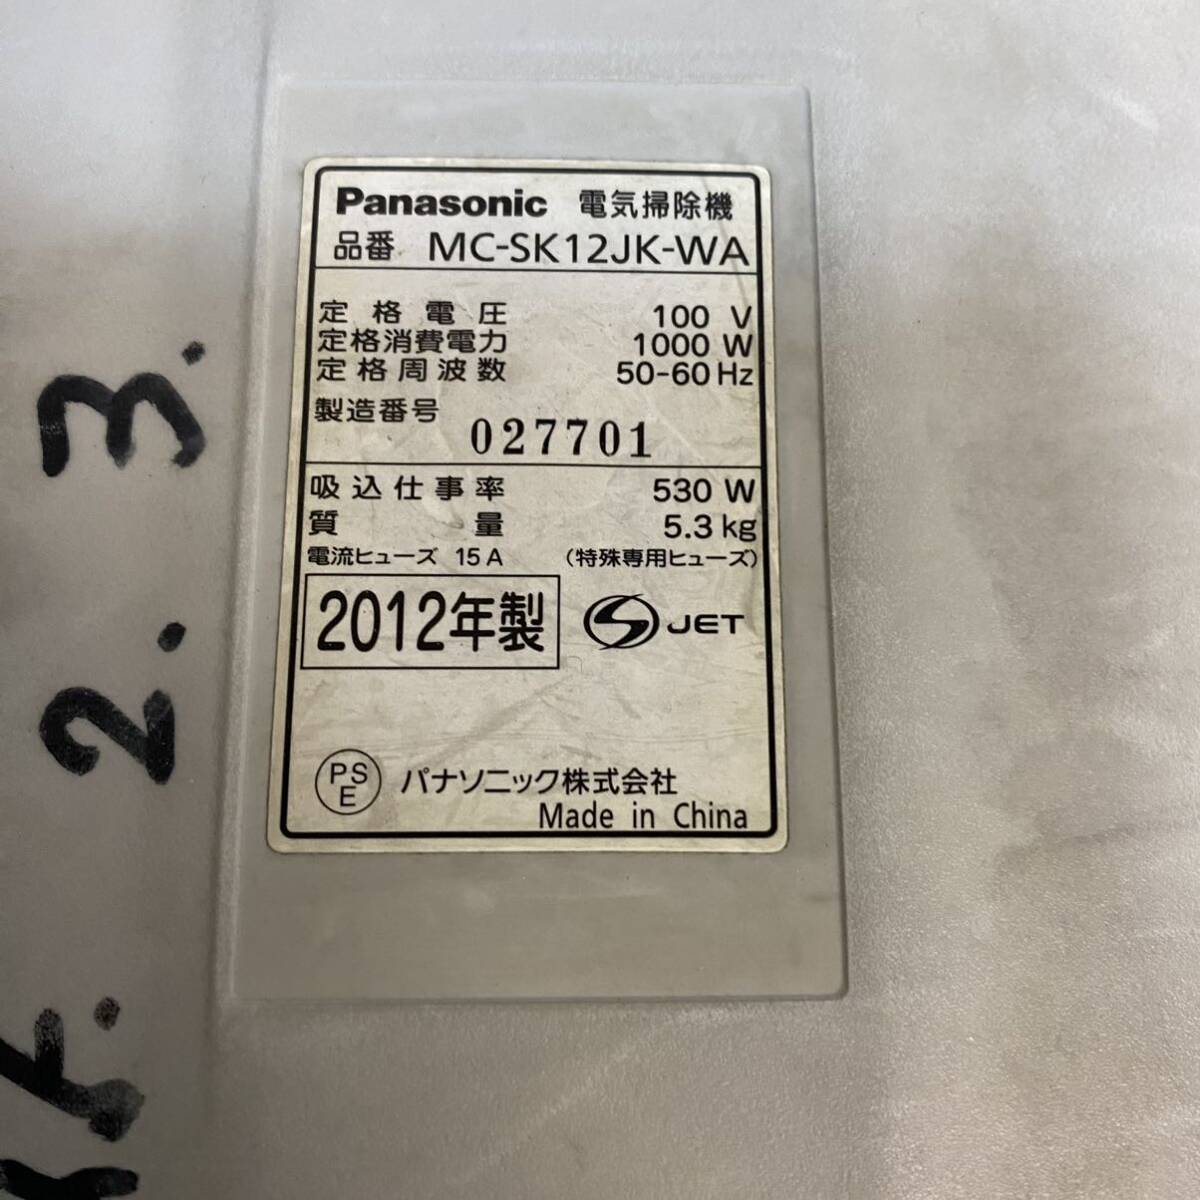 Panasonic 電気掃除機
品番 MC-SK12JK-WA
定格電圧 100 V
定格消費電力 1000 W
定格周波数 50-60 Hz
製造番号 027701
吸込仕事率 530 W
質量 5.3 kg
電流ヒューズ 15 A (特殊専用ヒューズ)
2012年製 S JET
PSE パナソニック株式会社
Made in China
2. 3.